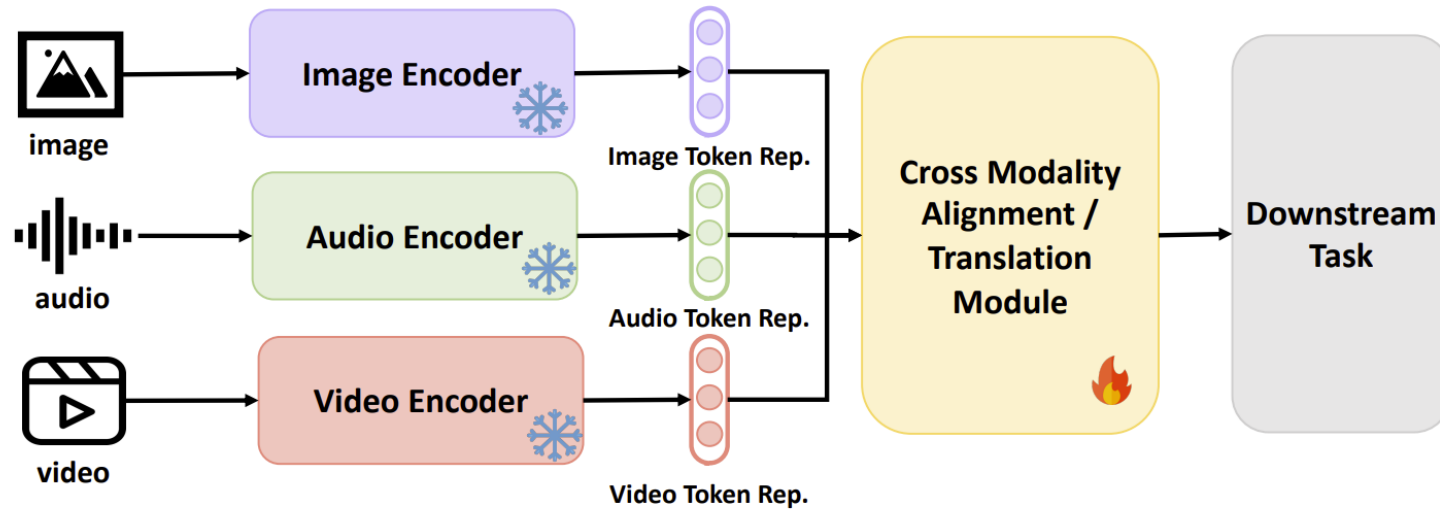 image
Image Encoder
Image Token Rep.
audio
Audio Encoder
Audio Token Rep.
video
Video Encoder
Video Token Rep.
Cross Modality
Alignment /
Translation
Module
Downstream
Task